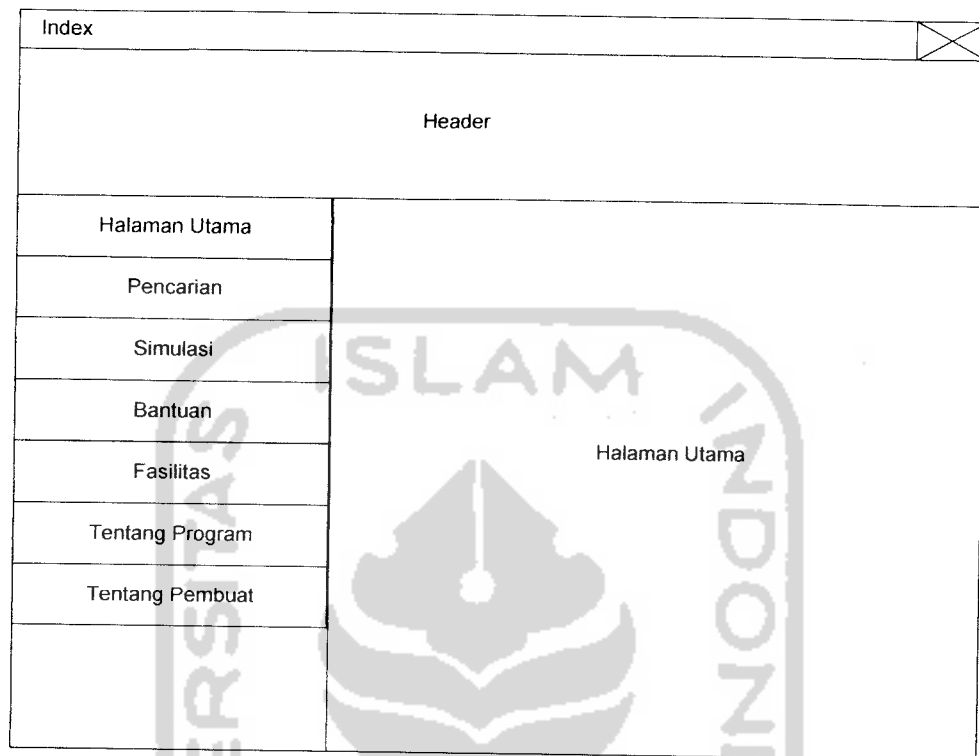 Index
Header
Halaman Utama
Pencarian
Simulasi
Bantuan
Fasilitas
Tentang Program
Tentang Pembuat
Halaman Utama
ISLAM